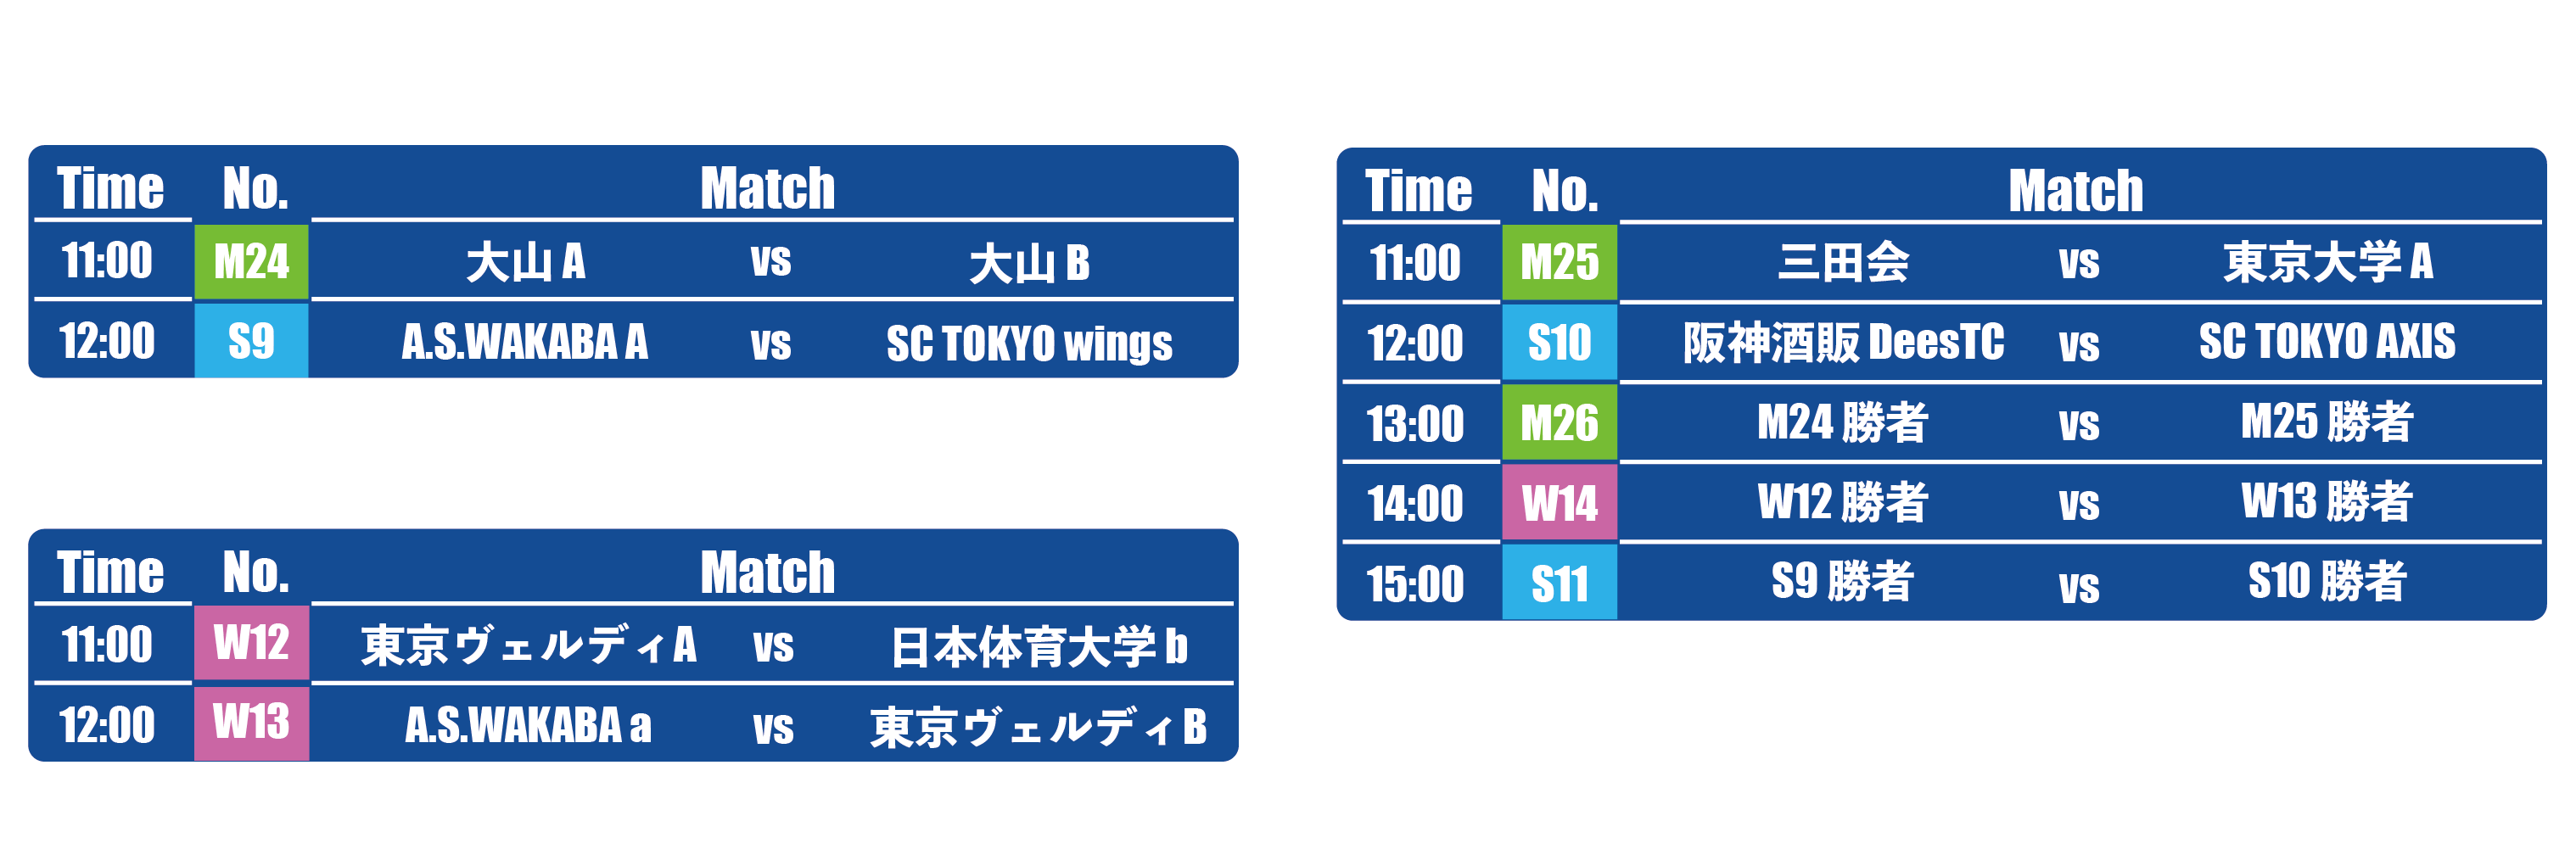 Time No. Match
11:00 M24 大山 A vs 大山 B
12:00 S9 A.S.WAKABA A vs SC TOKYO wings
Time No. Match
11:00 W12 東京ヴェルディA vs 日本体育大学 b
12:00 W13 A.S.WAKABA a vs 東京ヴェルディB
Time No. Match
11:00 M25 三田会 vs 東京大学 A
12:00 S10 阪神酒販 DeesTC vs SC TOKYO AXIS
13:00 M26 M24 勝者 vs M25 勝者
14:00 W14 W12 勝者 vs W13 勝者
15:00 S11 S9 勝者 vs S10 勝者